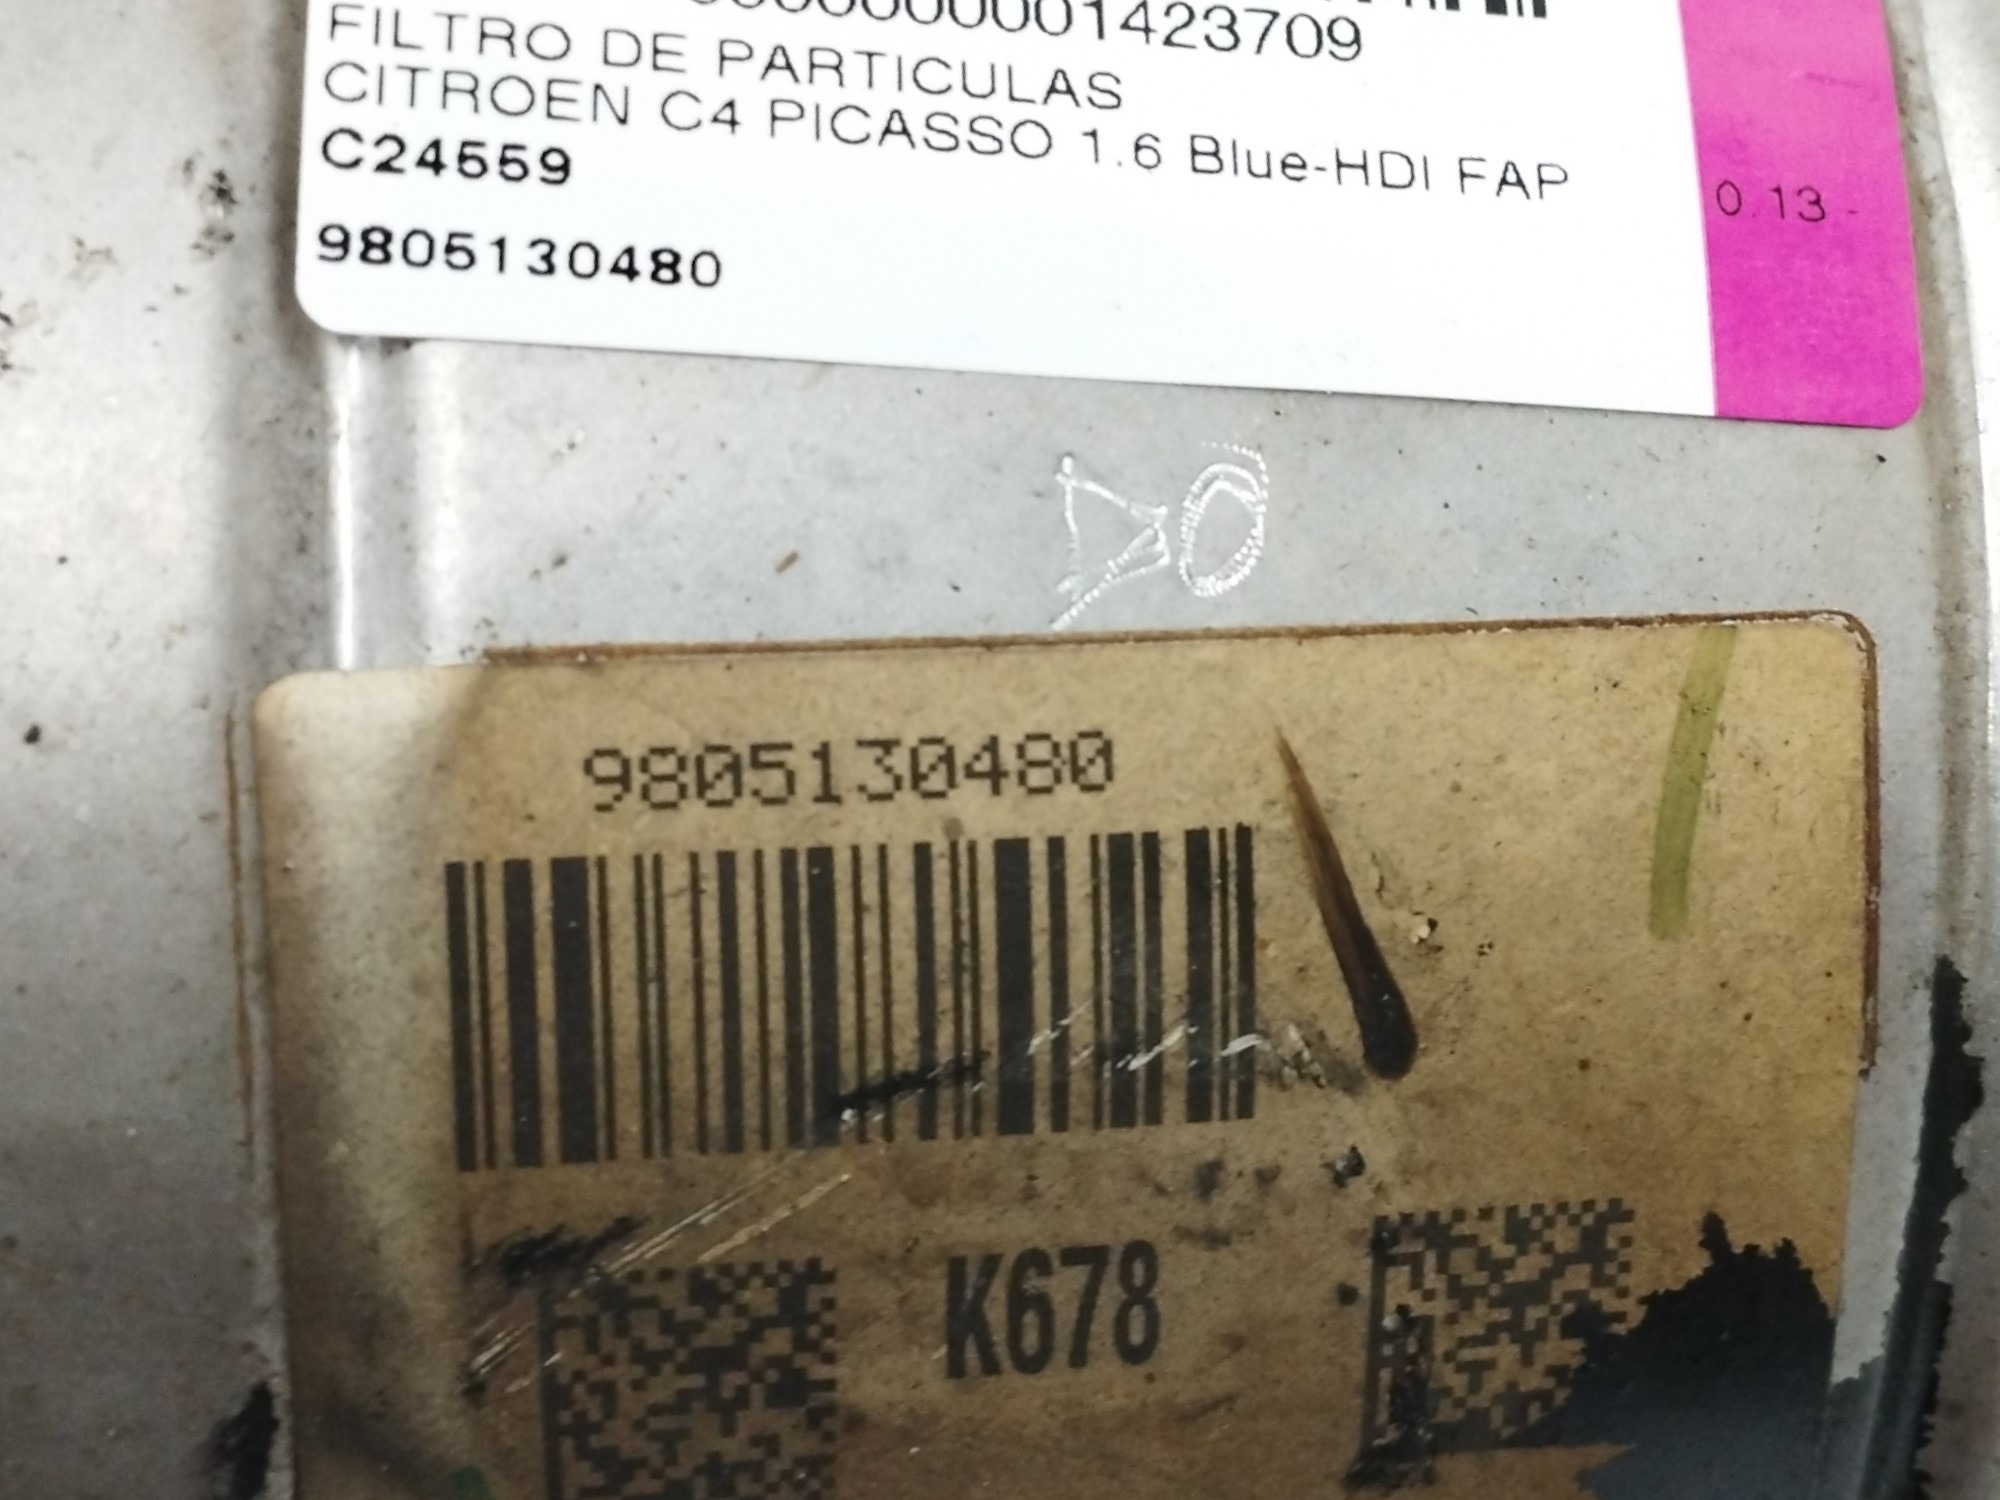 0000000001423709
FILTRO DE PARTICULAS
CITROEN C4 PICASSO 1.6 Blue-HDI FAP
C24559
9805130480
0.13 -
9805130480
K678